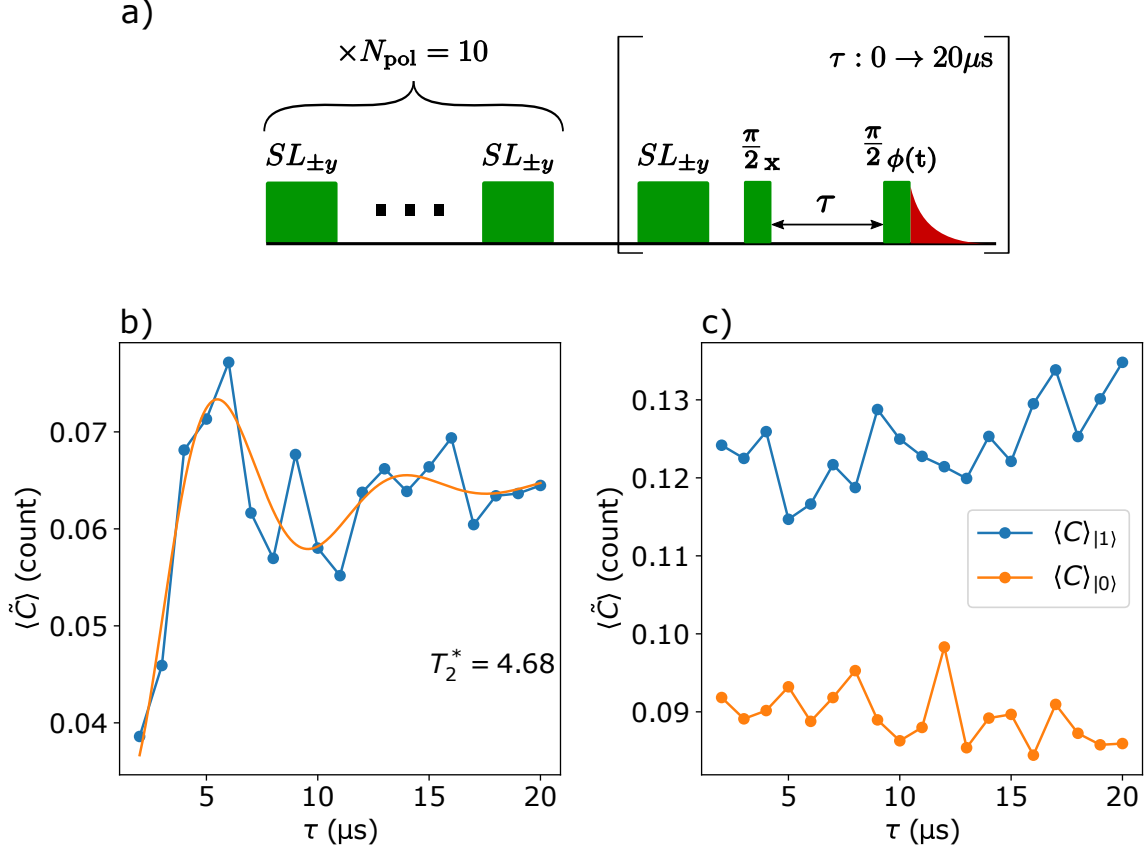 a)
×N_pol = 10
τ : 0 → 20μs
SL_±y
SL_±y
SL_±y
π/2 x
π/2 ϕ(t)
τ
b)
c)
0.07
0.06
0.05
0.04
⟨C̃⟩ (count)
T₂* = 4.68
5
10
15
20
τ (μs)
0.13
0.12
0.11
0.10
0.09
⟨C̃⟩ (count)
⟨C⟩|1⟩
⟨C⟩|0⟩
5
10
15
20
τ (μs)